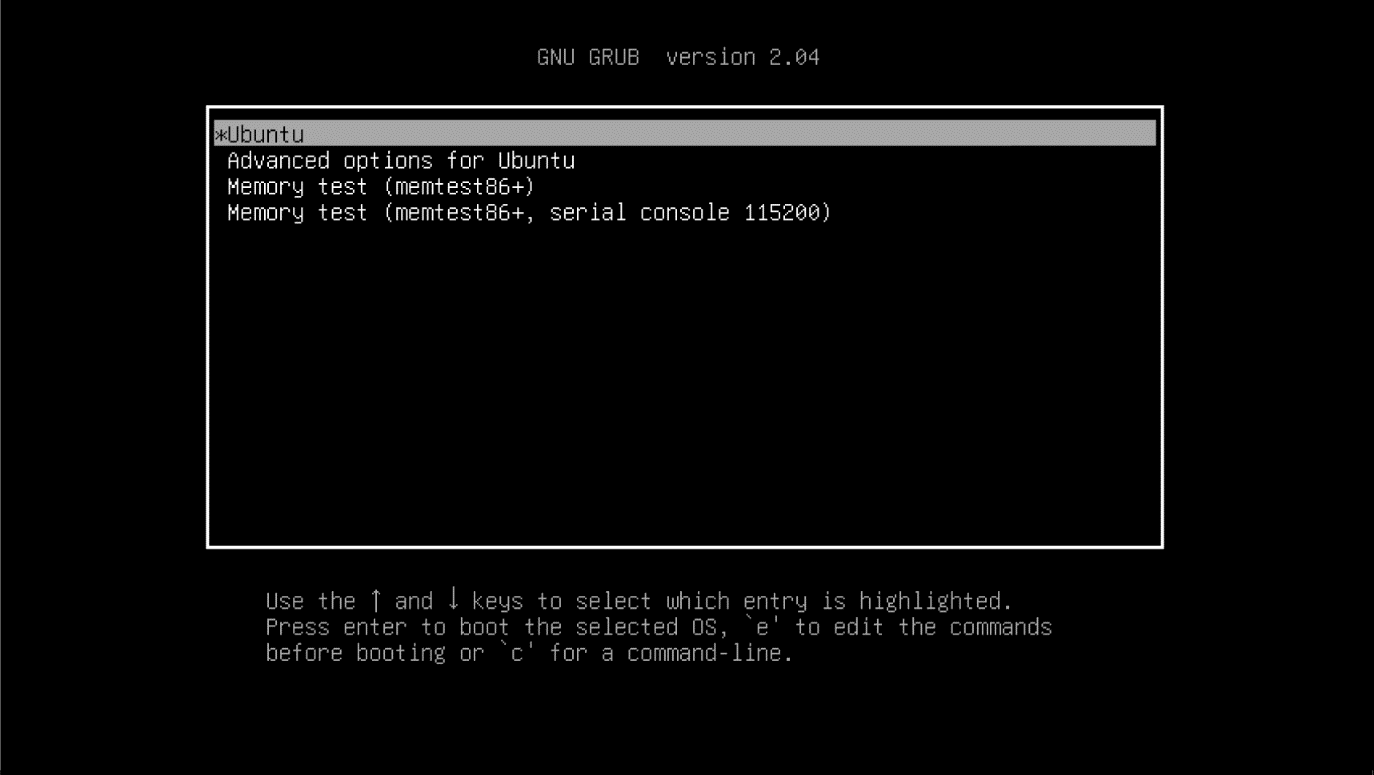 GNU GRUB  version 2.04
*Ubuntu
Advanced options for Ubuntu
Memory test (memtest86+)
Memory test (memtest86+, serial console 115200)
Use the ↑ and ↓ keys to select which entry is highlighted.
Press enter to boot the selected OS, `e' to edit the commands
before booting or `c' for a command-line.